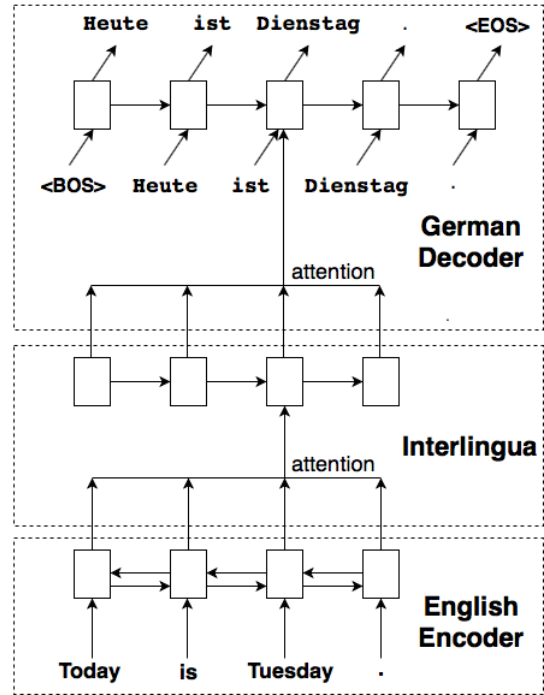 Heute ist Dienstag . <EOS>
<BOS> Heute ist Dienstag .
German
Decoder
attention
Interlingua
attention
English
Encoder
Today is Tuesday .